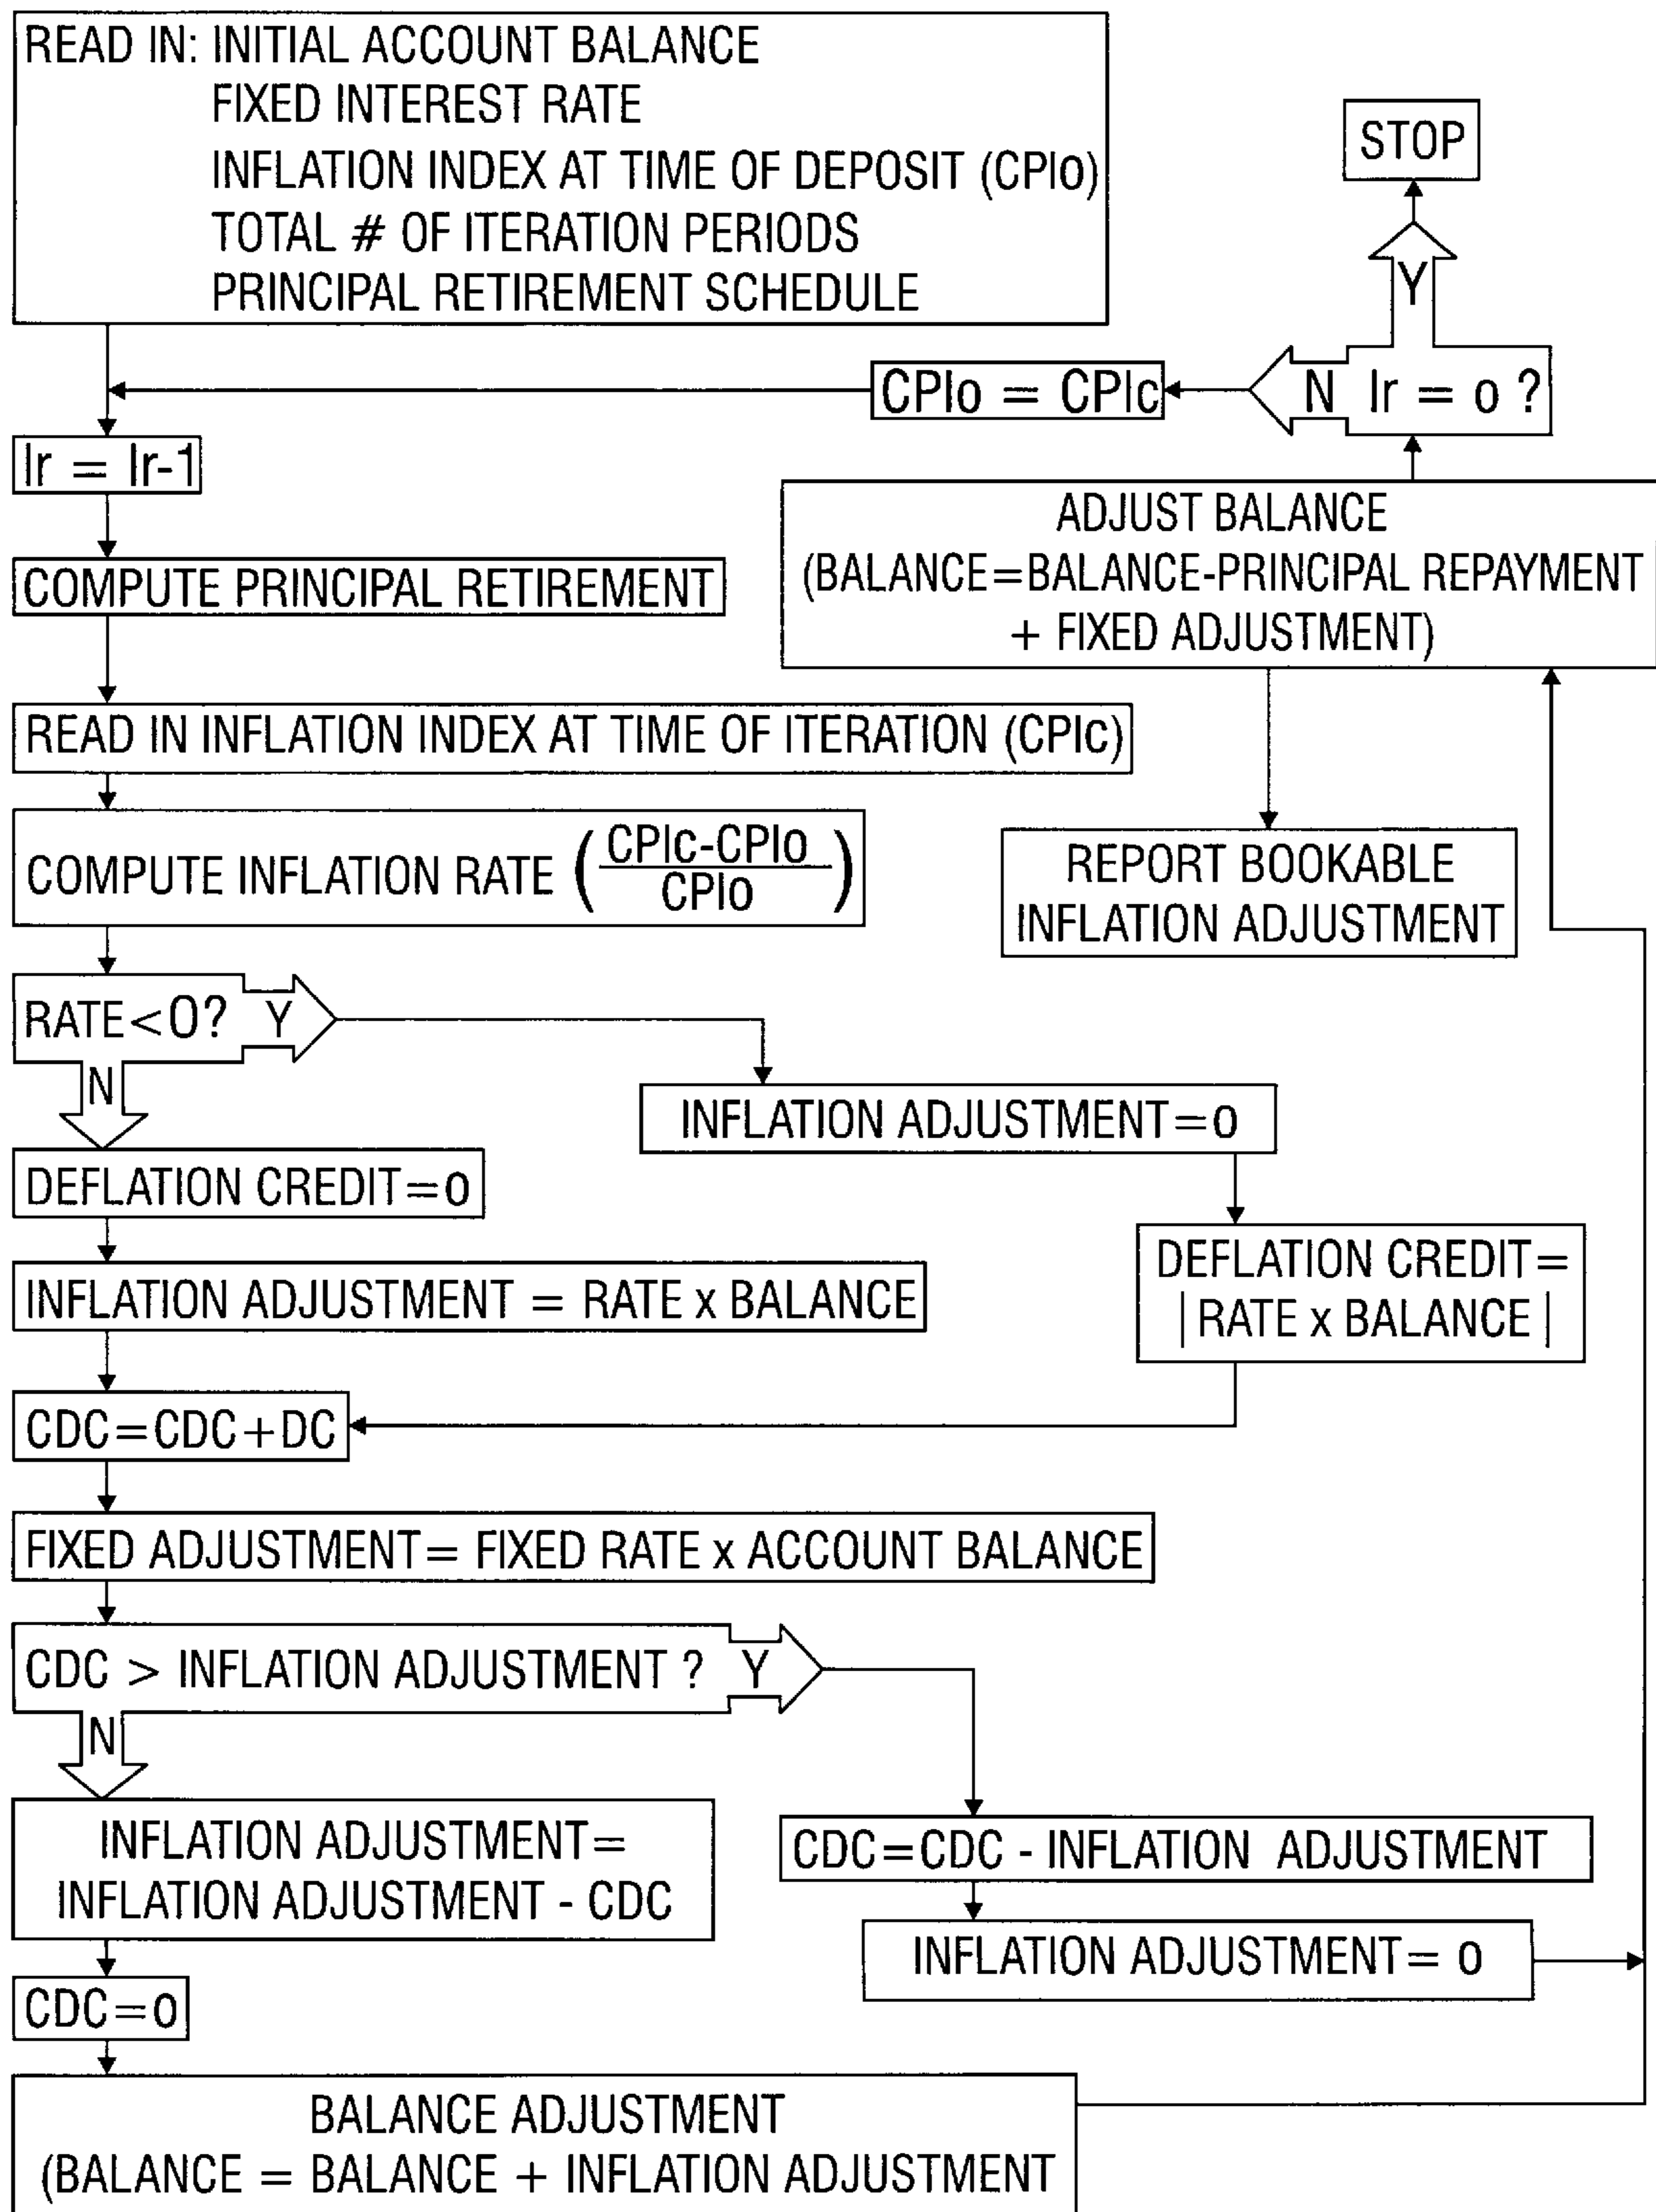 READ IN: INITIAL ACCOUNT BALANCE
FIXED INTEREST RATE
INFLATION INDEX AT TIME OF DEPOSIT (CPIo)
TOTAL # OF ITERATION PERIODS
PRINCIPAL RETIREMENT SCHEDULE
STOP
Y
CPIo = CPIc
N Ir = o ?
Ir = Ir-1
ADJUST BALANCE
(BALANCE=BALANCE-PRINCIPAL REPAYMENT
+ FIXED ADJUSTMENT)
COMPUTE PRINCIPAL RETIREMENT
READ IN INFLATION INDEX AT TIME OF ITERATION (CPIc)
COMPUTE INFLATION RATE (CPIc-CPIo / CPIo)
REPORT BOOKABLE
INFLATION ADJUSTMENT
RATE<0? Y
N
INFLATION ADJUSTMENT=o
DEFLATION CREDIT=o
DEFLATION CREDIT=
|RATE x BALANCE|
INFLATION ADJUSTMENT = RATE x BALANCE
CDC=CDC+DC
FIXED ADJUSTMENT= FIXED RATE x ACCOUNT BALANCE
CDC > INFLATION ADJUSTMENT ? Y
N
INFLATION ADJUSTMENT=
INFLATION ADJUSTMENT - CDC
CDC=CDC - INFLATION ADJUSTMENT
INFLATION ADJUSTMENT= o
CDC=o
BALANCE ADJUSTMENT
(BALANCE = BALANCE + INFLATION ADJUSTMENT